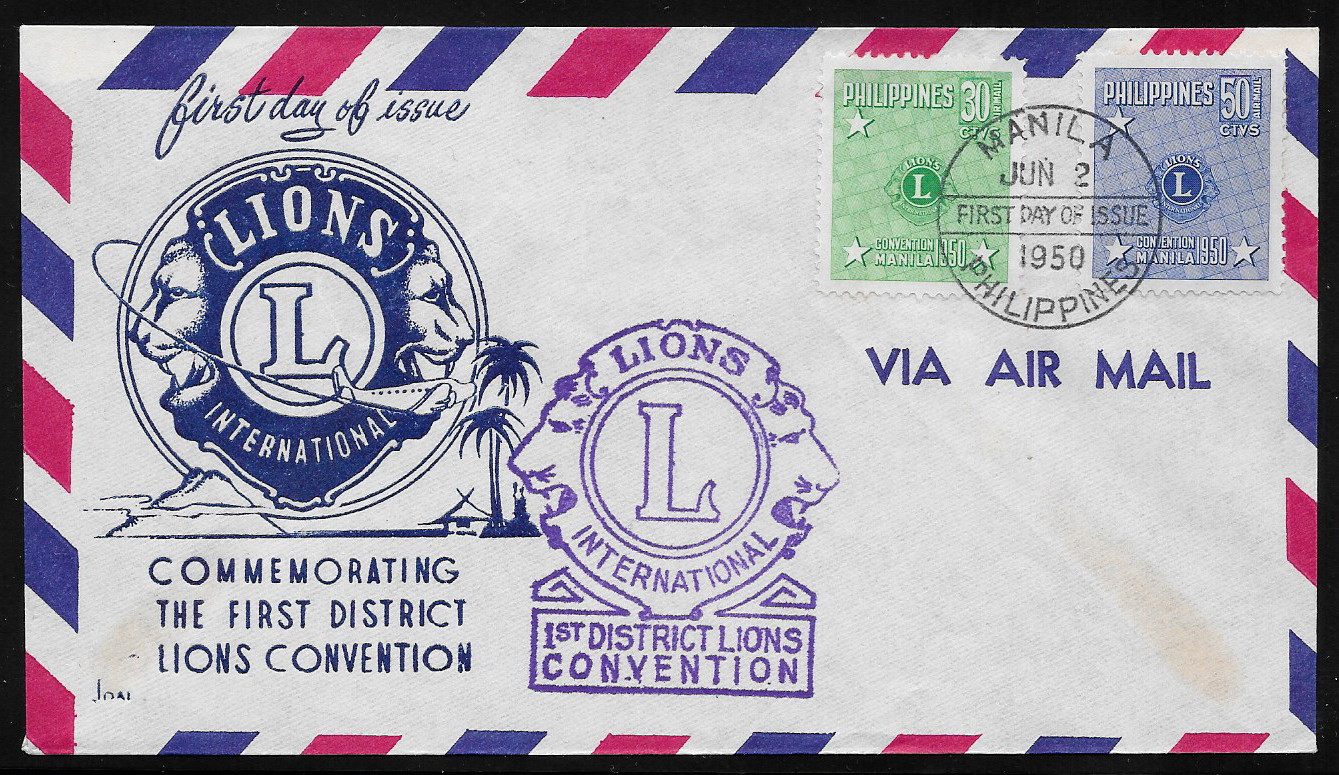 first day of issue
LIONS
L
INTERNATIONAL
COMMEMORATING
THE FIRST DISTRICT
LIONS CONVENTION
LIONS
L
INTERNATIONAL
1ST DISTRICT LIONS
CONVENTION
PHILIPPINES 30 AIR MAIL
CTVS
LIONS
L
CONVENTION
MANILA 1950
PHILIPPINES 50 AIR MAIL
CTVS
LIONS
L
INTERNATIONAL
CONVENTION
MANILA 1950
MANILA
JUN 2
FIRST DAY OF ISSUE
1950
PHILIPPINES
VIA AIR MAIL